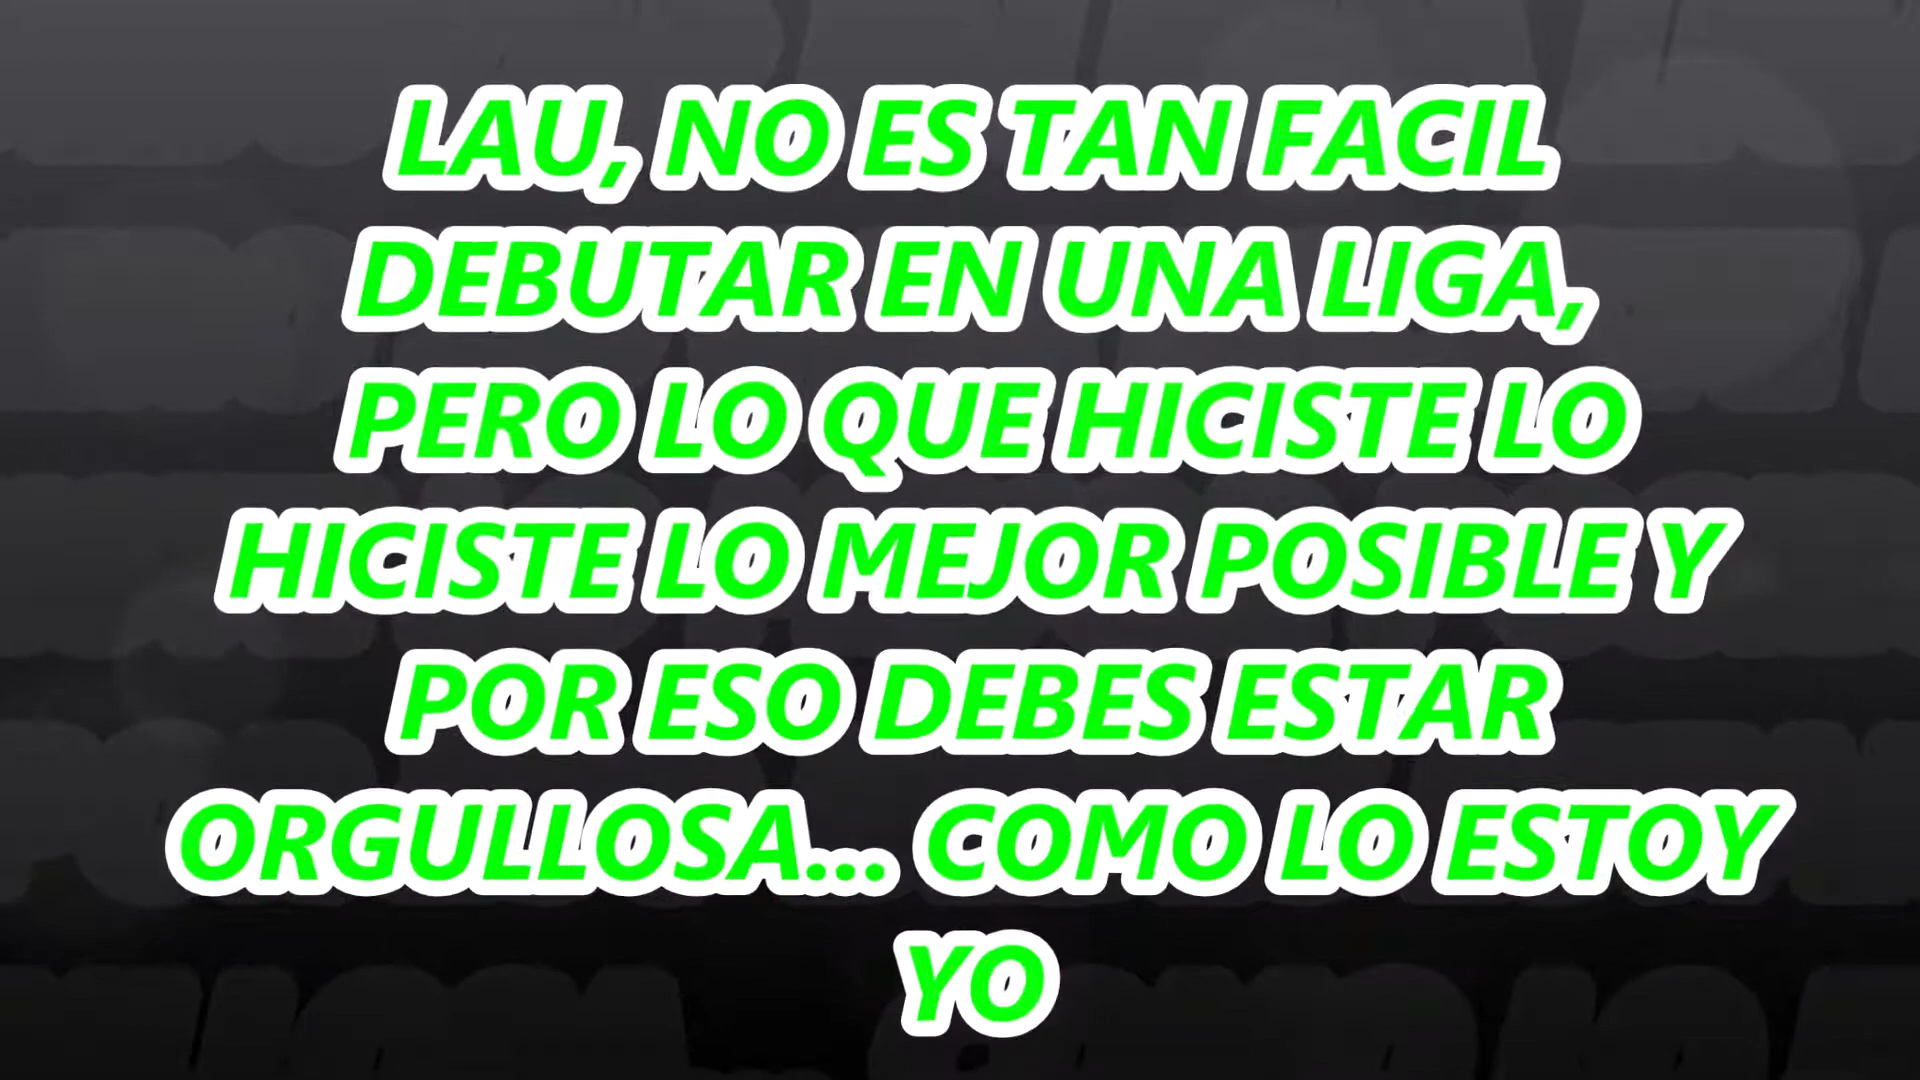 LAU, NO ES TAN FACIL
DEBUTAR EN UNA LIGA,
PERO LO QUE HICISTE LO
HICISTE LO MEJOR POSIBLE Y
POR ESO DEBES ESTAR
ORGULLOSA... COMO LO ESTOY
YO